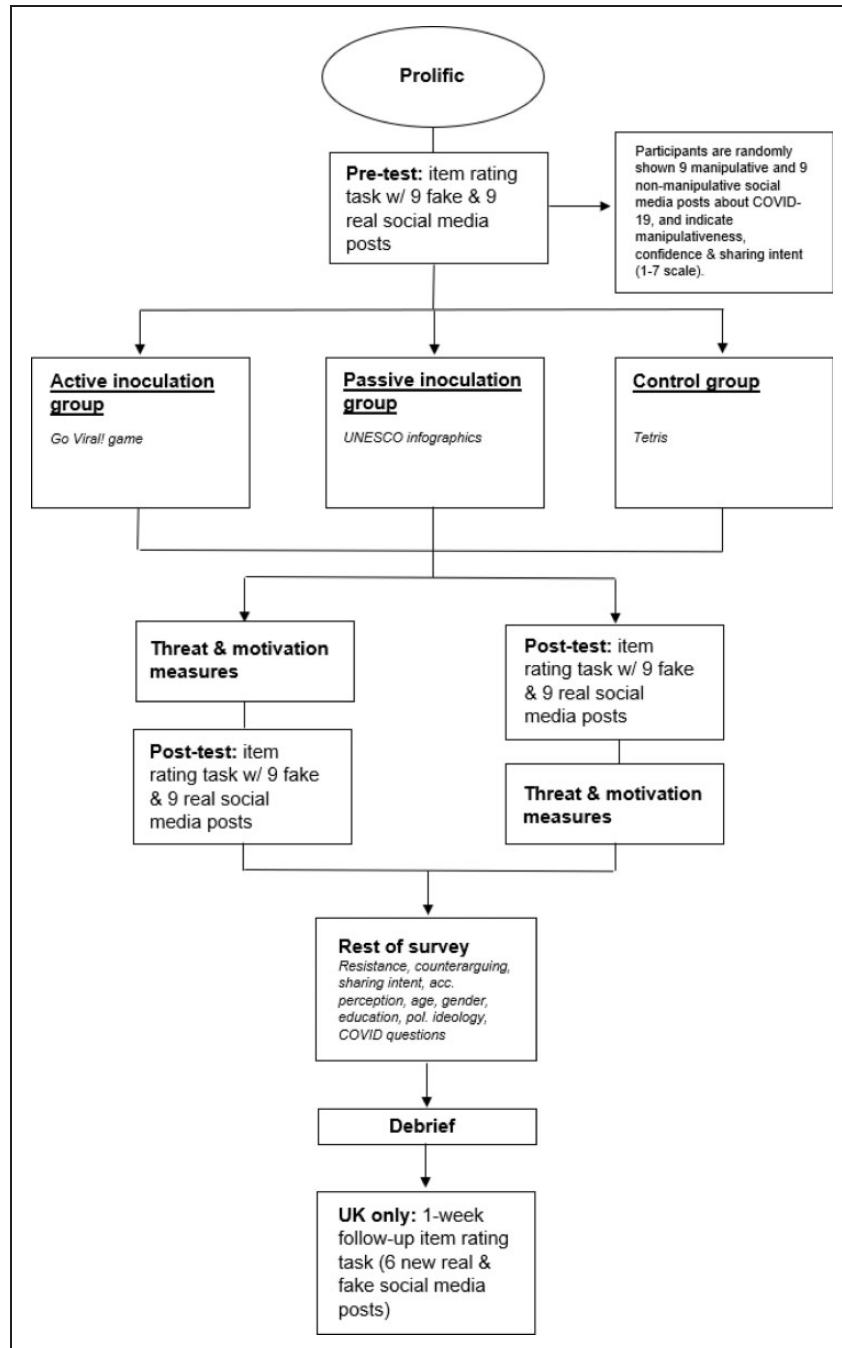 Prolific
Pre-test: item
rating
task w/ 9 fake & 9
real social media
posts
Participants are randomly
shown 9 manipulative and 9
non-manipulative social
media posts about COVID-
19, and indicate
manipulativeness,
confidence & sharing intent
(1-7 scale).
Active inoculation
group
Go Viral! game
Passive inoculation
group
UNESCO infographics
Control group
Tetris
Threat & motivation
measures
Post-test: item
rating task w/ 9 fake
& 9 real social
media posts
Post-test: item
rating task w/ 9 fake
& 9 real social
media posts
Threat & motivation
measures
Rest of survey
Resistance, counterarguing,
sharing intent, acc.
perception, age, gender,
education, pol. ideology,
COVID questions
Debrief
UK only: 1-week
follow-up item rating
task (6 new real &
fake social media
posts)